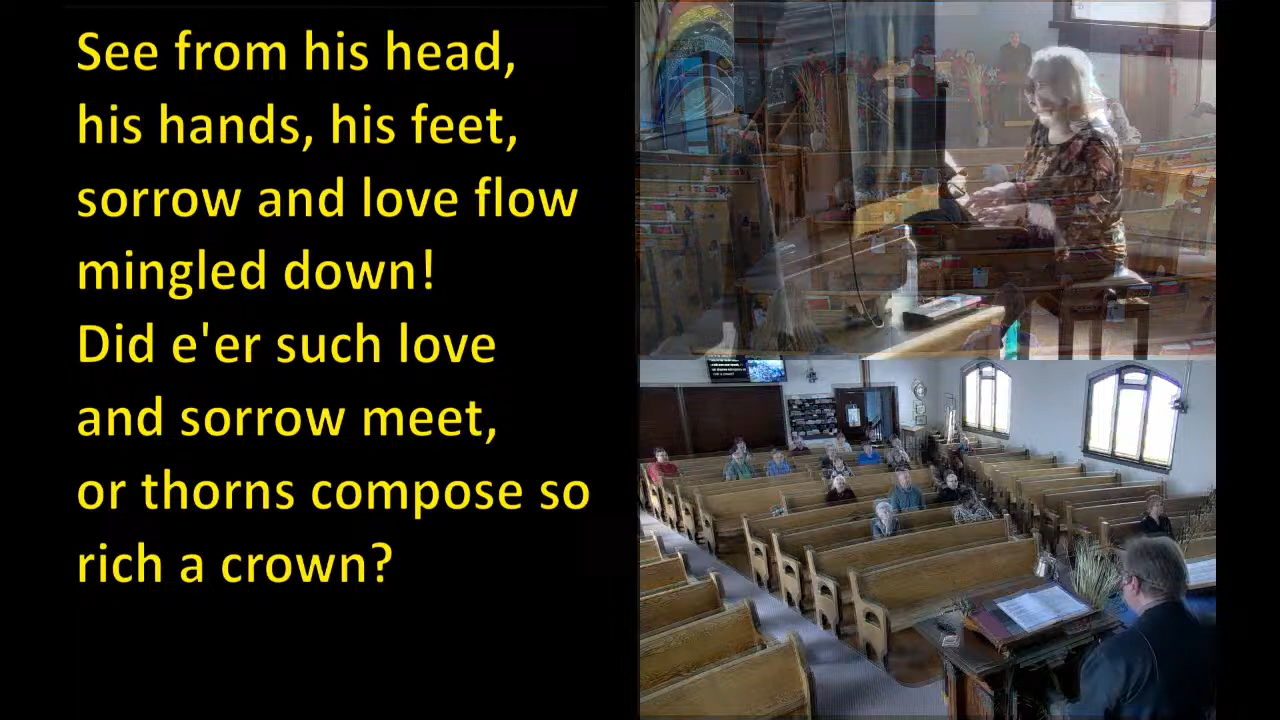 See from his head,
his hands, his feet,
sorrow and love flow
mingled down!
Did e'er such love
and sorrow meet,
or thorns compose so
rich a crown?